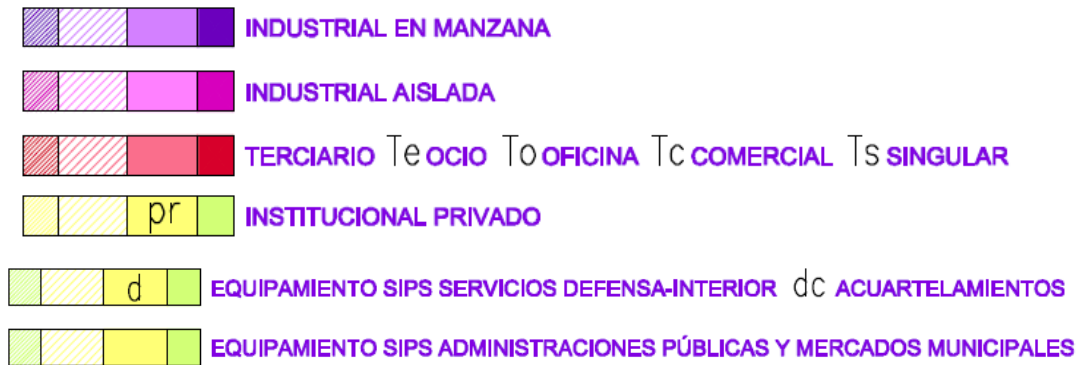 INDUSTRIAL EN MANZANA
INDUSTRIAL AISLADA
TERCIARIO Te OCIO To OFICINA Tc COMERCIAL Ts SINGULAR
pr INSTITUCIONAL PRIVADO
d EQUIPAMIENTO SIPS SERVICIOS DEFENSA-INTERIOR dc ACUARTELAMIENTOS
EQUIPAMIENTO SIPS ADMINISTRACIONES PÚBLICAS Y MERCADOS MUNICIPALES